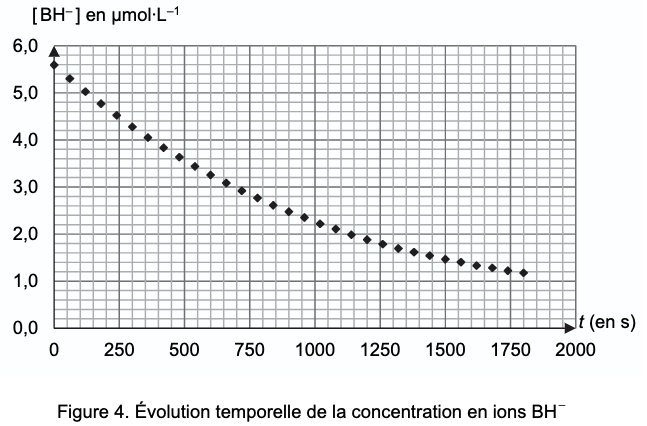 [BH⁻] en μmol·L⁻¹
6,0
5,0
4,0
3,0
2,0
1,0
0,0
t (en s)
0 250 500 750 1000 1250 1500 1750 2000
Figure 4. Évolution temporelle de la concentration en ions BH⁻